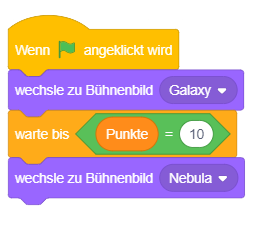 Wenn angeklickt wird
wechsle zu Bühnenbild Galaxy
warte bis Punkte = 10
wechsle zu Bühnenbild Nebula